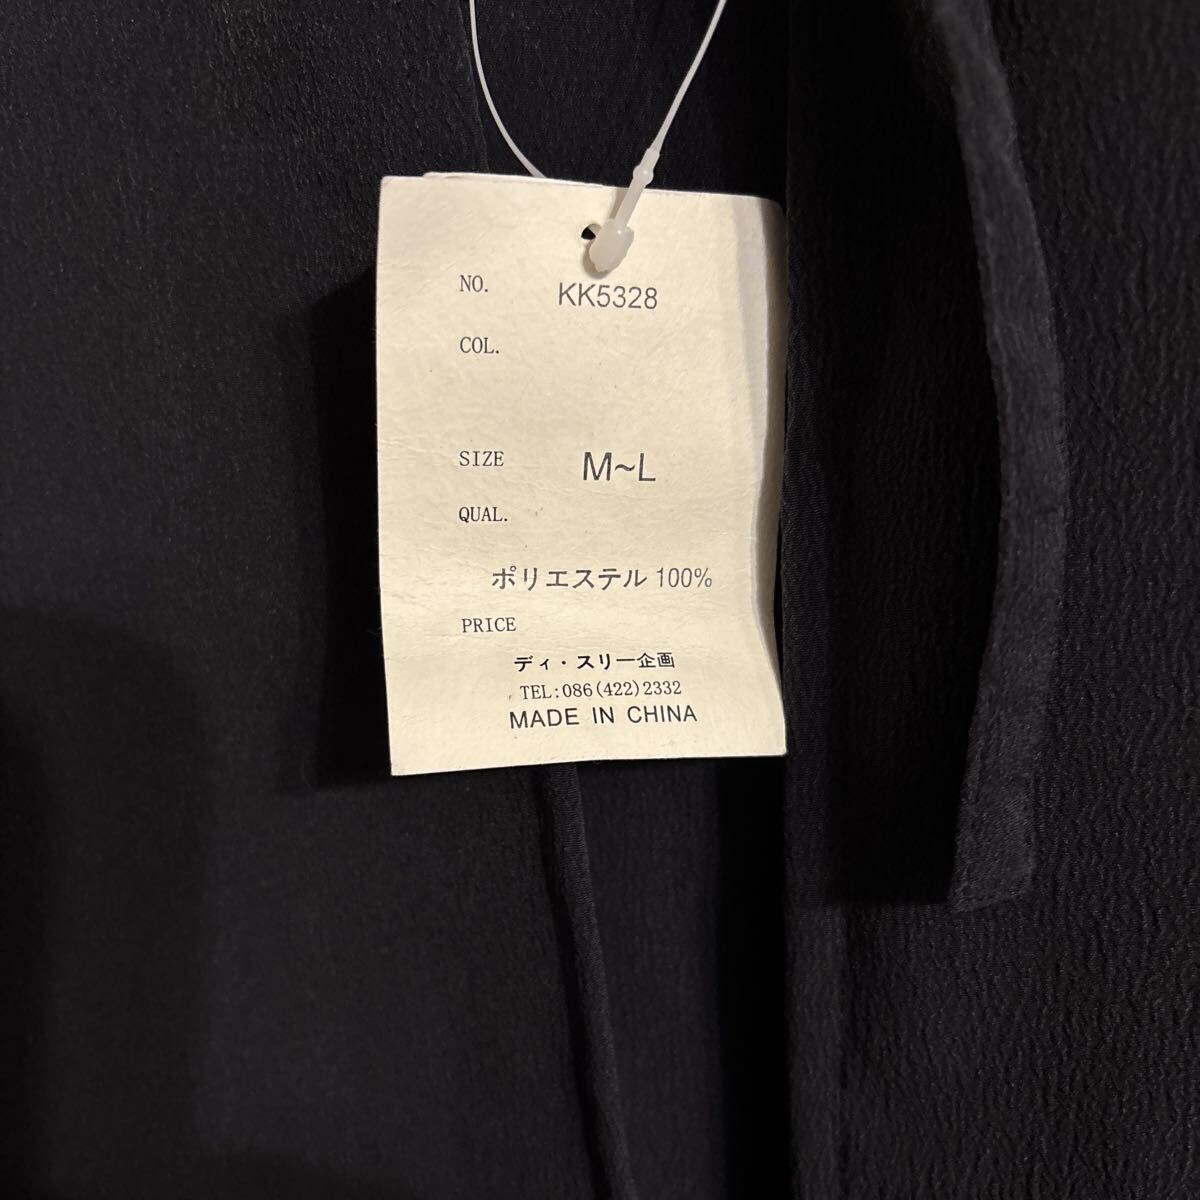 NO. KK5328
COL.
SIZE M~L
QUAL.
ポリエステル 100%
PRICE
ディ・スリー企画
TEL:086(422)2332
MADE IN CHINA